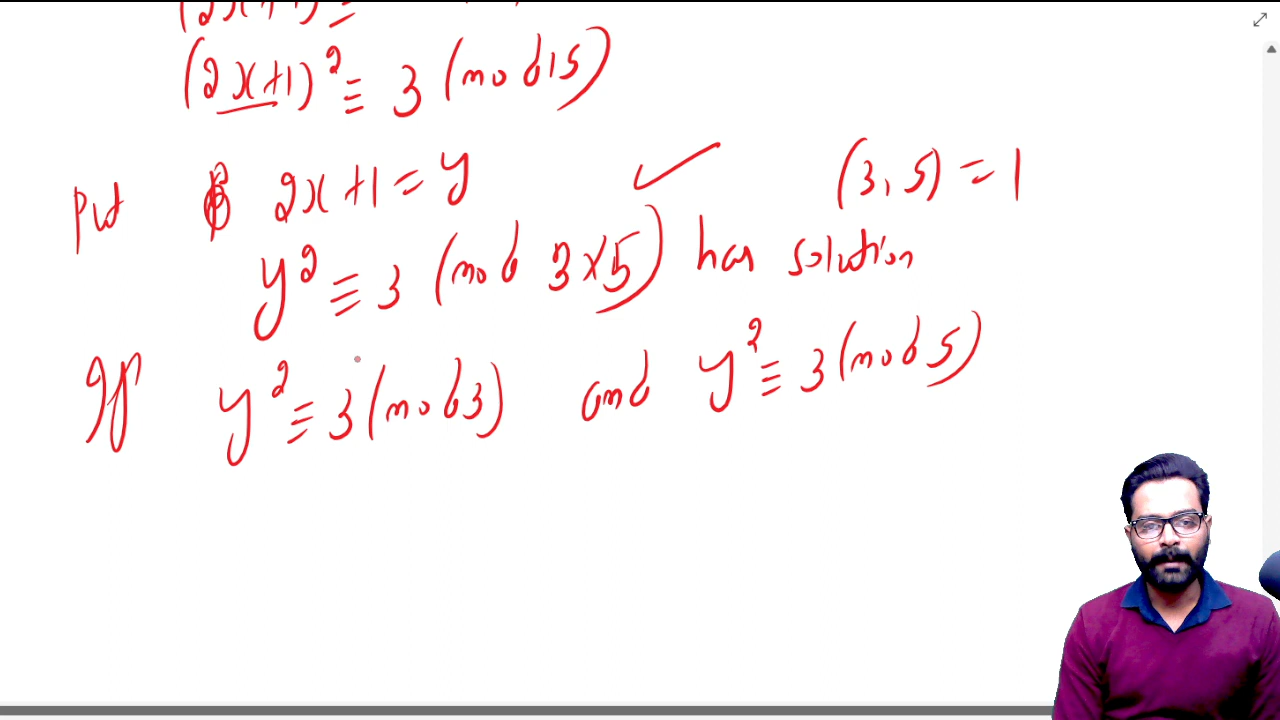 (2x+1)² ≡ 3 (mod 15)
Put 2x+1 = y (3,5) = 1
y² ≡ 3 (mod 3×5) has solution
Iff y² ≡ 3 (mod 3) and y² ≡ 3 (mod 5)